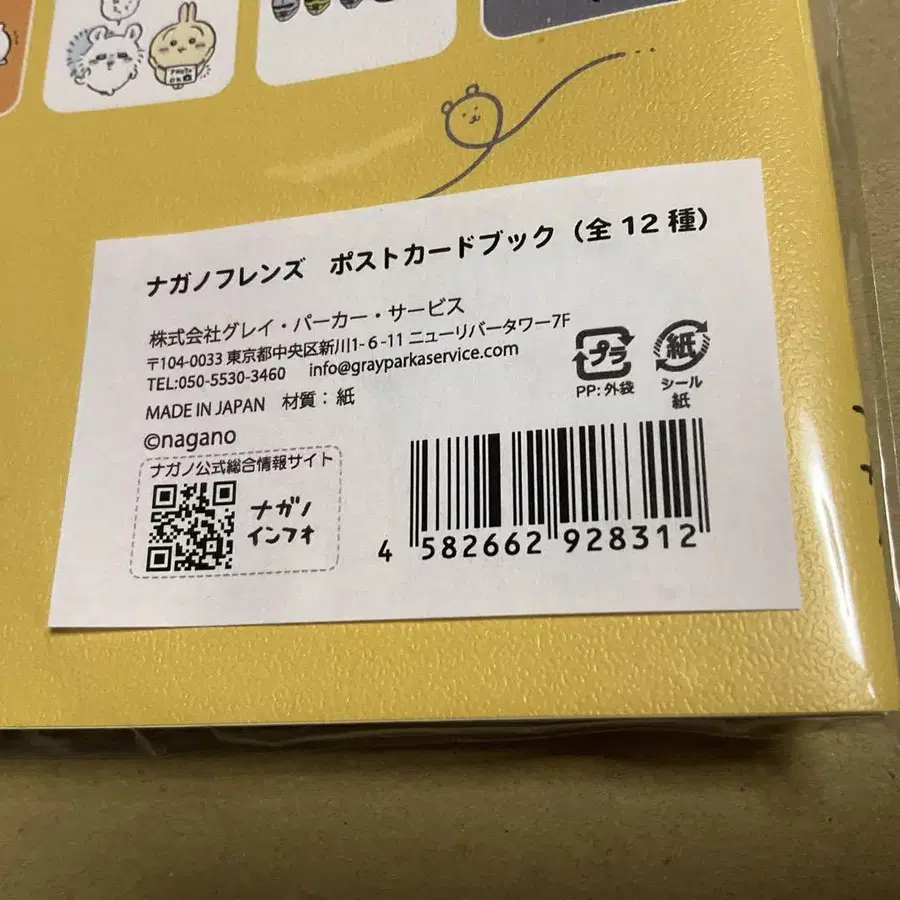 PHOTO
OK
ナガノフレンズ ポストカードブック（全12種）
株式会社グレイ・パーカー・サービス
〒104-0033 東京都中央区新川1-6-11 ニューリバータワー7F
TEL:050-5530-3460 info@grayparkaservice.com
MADE IN JAPAN 材質：紙
©nagano
ナガノ公式総合情報サイト
ナガノ
インフォ
プラ
PP:外袋
紙
シール
紙
4 582662 928312